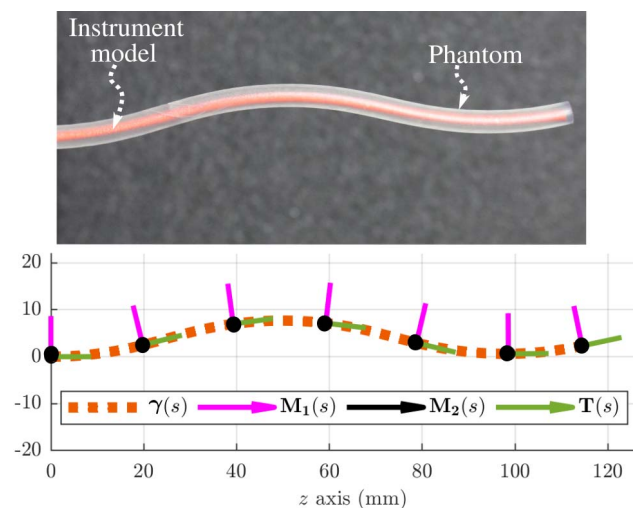 Instrument
model
Phantom
20
10
0
-10
-20
γ(s) M₁(s) M₂(s) T(s)
0 20 40 60 80 100 120
z axis (mm)